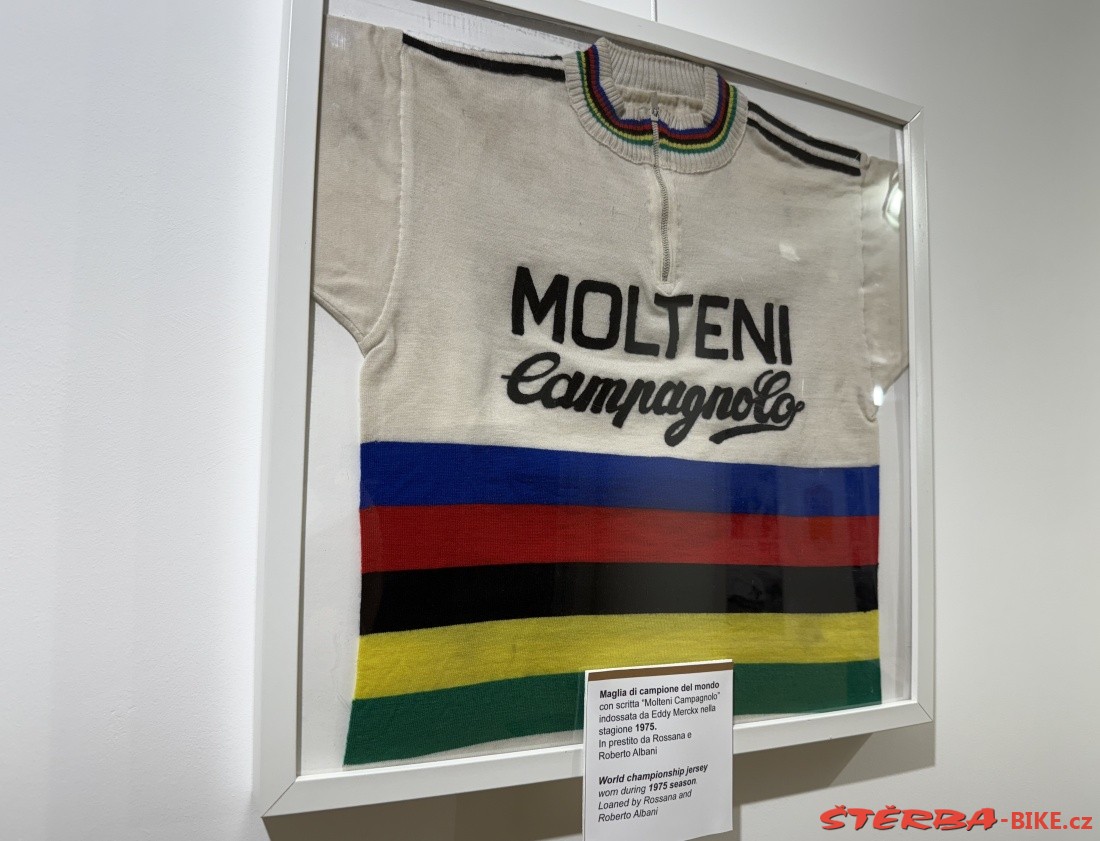 MOLTENI
Campagnolo
Maglia di campione del mondo
con scritta "Molteni Campagnolo"
indossata da Eddy Merckx nella
stagione 1975.
In prestito da Rossana e
Roberto Albani
World championship jersey
worn during 1975 season.
Loaned by Rossana and
Roberto Albani
ŠTĚRBA-BIKE.cz